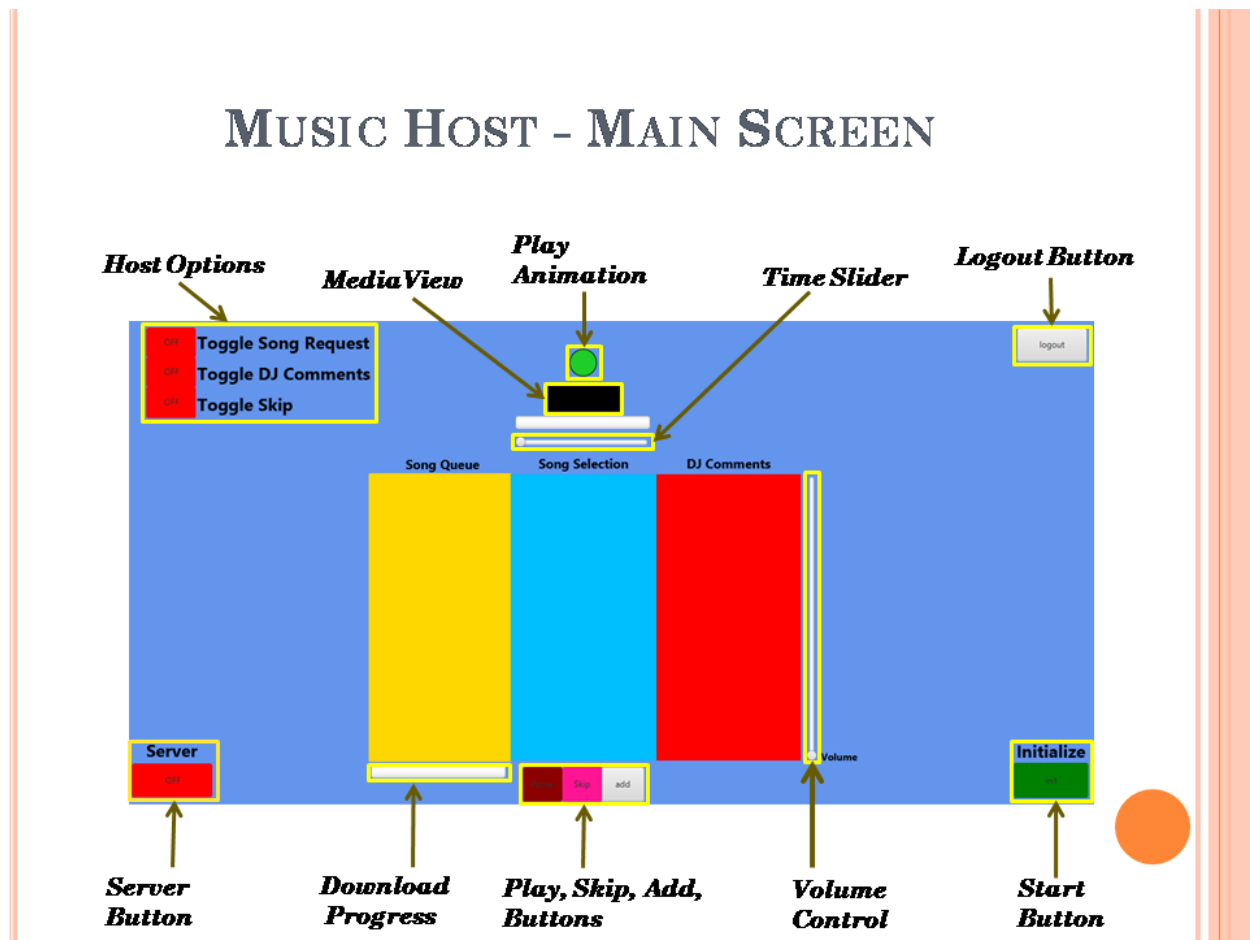 MUSIC HOST - MAIN SCREEN
Host Options
MediaView
Play
Animation
Time Slider
Logout Button
OFF Toggle Song Request
OFF Toggle DJ Comments
OFF Toggle Skip
logout
Song Queue
Song Selection
DJ Comments
Volume
Server
OFF
Skip
add
Initialize
Server
Button
Download
Progress
Play, Skip, Add,
Buttons
Volume
Control
Start
Button